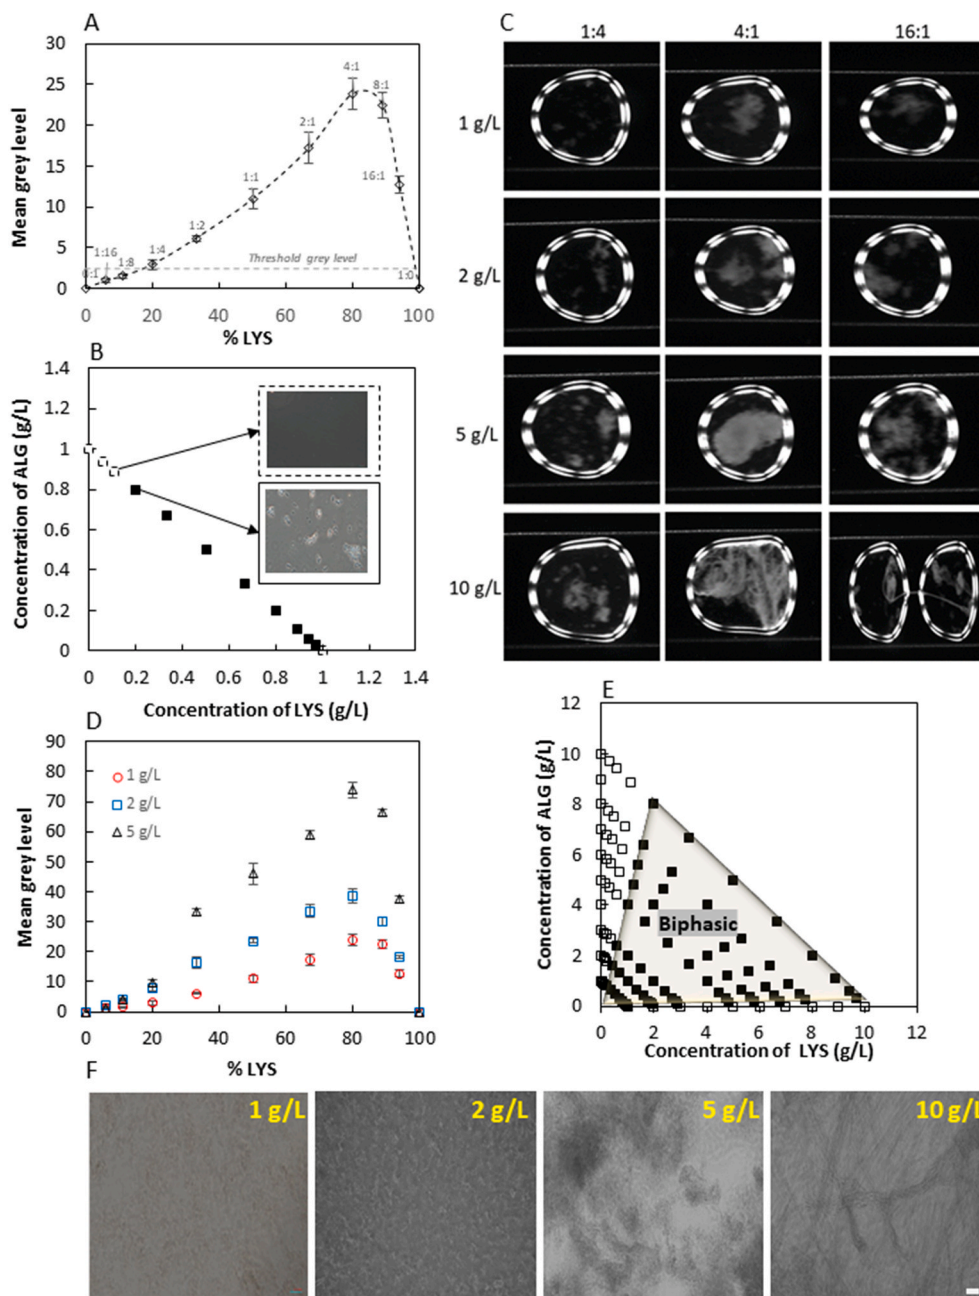 A
30
25
20
15
10
5
0
Mean grey level
0:1
1:16
1:8
1:4
1:2
1:1
2:1
4:1
8:1
16:1
1:0
Threshold grey level
0 20 40 60 80 100
% LYS
B
1.4
1.2
1
0.8
0.6
0.4
0.2
0
Concentration of ALG (g/L)
0 0.2 0.4 0.6 0.8 1 1.2 1.4
Concentration of LYS (g/L)
C
1:4 4:1 16:1
1 g/L
2 g/L
5 g/L
10 g/L
D
90
80
70
60
50
40
30
20
10
0
Mean grey level
1 g/L
2 g/L
5 g/L
0 20 40 60 80 100
% LYS
E
12
10
8
6
4
2
0
Concentration of ALG (g/L)
Biphasic
0 2 4 6 8 10 12
Concentration of LYS (g/L)
F
1 g/L 2 g/L 5 g/L 10 g/L